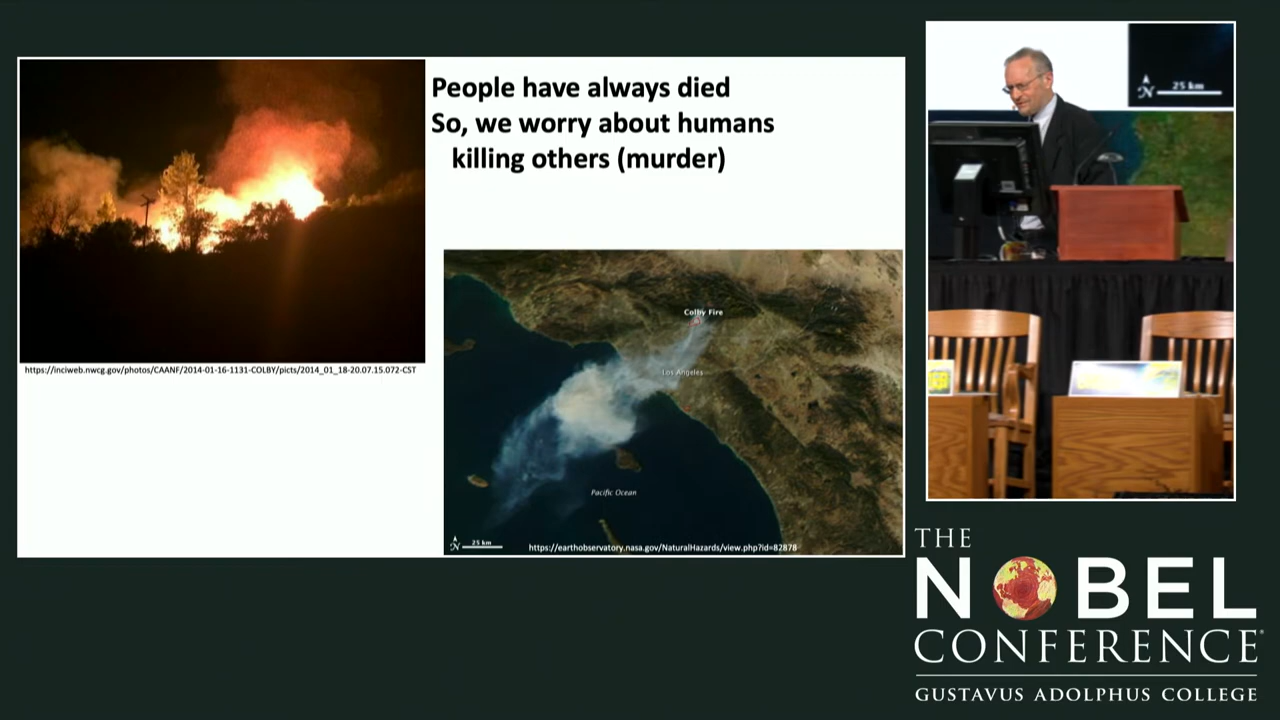 People have always died
So, we worry about humans
killing others (murder)
https://inciweb.nwcg.gov/photos/CAANF/2014-01-16-1131-COLBY/picts/2014_01_18-20.07.15.072-CST
Colby Fire
Los Angeles
Pacific Ocean
N
25 km
https://earthobservatory.nasa.gov/NaturalHazards/view.php?id=82878
N
25 km
THE
NOBEL
CONFERENCE®
GUSTAVUS ADOLPHUS COLLEGE